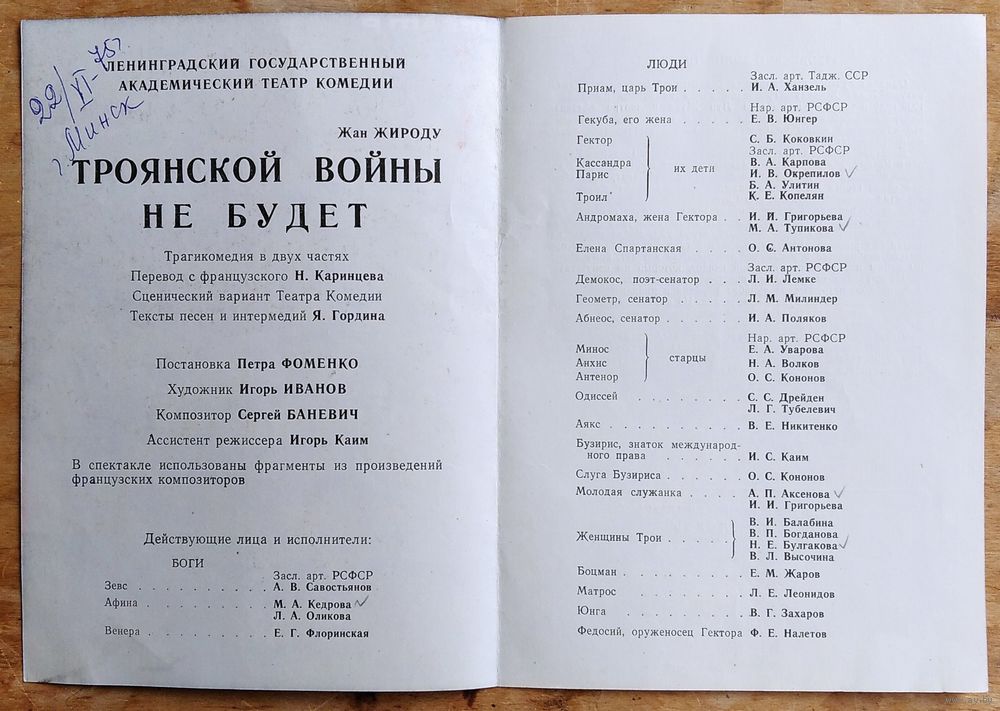 22/VI-75г.
г. Минск
ЛЕНИНГРАДСКИЙ ГОСУДАРСТВЕННЫЙ
АКАДЕМИЧЕСКИЙ ТЕАТР КОМЕДИИ
Жан ЖИРОДУ
ТРОЯНСКОЙ ВОЙНЫ
НЕ БУДЕТ
Трагикомедия в двух частях
Перевод с французского Н. Каринцева
Сценический вариант Театра Комедии
Тексты песен и интермедий Я. Гордина
Постановка Петра ФОМЕНКО
Художник Игорь ИВАНОВ
Композитор Сергей БАНЕВИЧ
Ассистент режиссера Игорь Каим
В спектакле использованы фрагменты из произведений
французских композиторов
Действующие лица и исполнители:
БОГИ
Засл. арт. РСФСР
Зевс . . . . . . . . . . А. В. Савостьянов
Афина . . . . . . . . . М. А. Кедрова ✓
Л. А. Оликова
Венера . . . . . . . . . Е. Г. Флоринская
ЛЮДИ
Засл. арт. Тадж. ССР
Приам, царь Трои . . . . . И. А. Ханзель
Нар. арт. РСФСР
Гекуба, его жена . . . . . Е. В. Юнгер
Гектор С. Б. Коковкин
Засл. арт. РСФСР
Кассандра В. А. Карпова
Парис их дети И. В. Окрепилов ✓
Б. А. Улитин
Троил К. Е. Копелян
Андромаха, жена Гектора . . И. И. Григорьева
М. А. Тупикова ✓
Елена Спартанская . . . . О. С. Антонова
Засл. арт. РСФСР
Демокос, поэт-сенатор . . . Л. И. Лемке
Геометр, сенатор . . . . . Л. М. Милиндер
Абнеос, сенатор . . . . . . И. А. Поляков
Нар. арт. РСФСР
Минос Е. А. Уварова
Анхис старцы Н. А. Волков
Антенор О. С. Кононов
Одиссей . . . . . . . . С. С. Дрейден
Л. Г. Тубелевич
Аякс . . . . . . . . . . В. Е. Никитенко
Бузирис, знаток международ-
ного права . . . . . . И. С. Каим
Слуга Бузириса . . . . . . О. С. Кононов
Молодая служанка . . . . А. П. Аксенова ✓
И. И. Григорьева
В. И. Балабина
Женщины Трои . . . . . В. П. Богданова
Н. Е. Булгакова ✓
В. Л. Высочина
Боцман . . . . . . . . . Е. М. Жаров
Матрос . . . . . . . . . Л. Е. Леонидов
Юнга . . . . . . . . . В. Г. Захаров
Федосий, оруженосец Гектора Ф. Е. Налетов